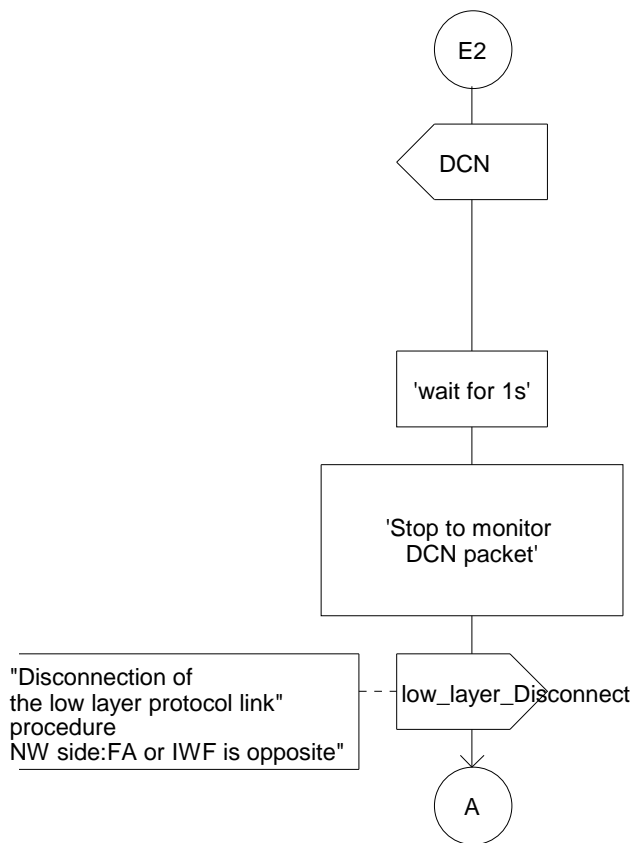 E2
DCN
'wait for 1s'
'Stop to monitor
DCN packet'
"Disconnection of
the low layer protocol link"
procedure
NW side:FA or IWF is opposite"
low_layer_Disconnect
A